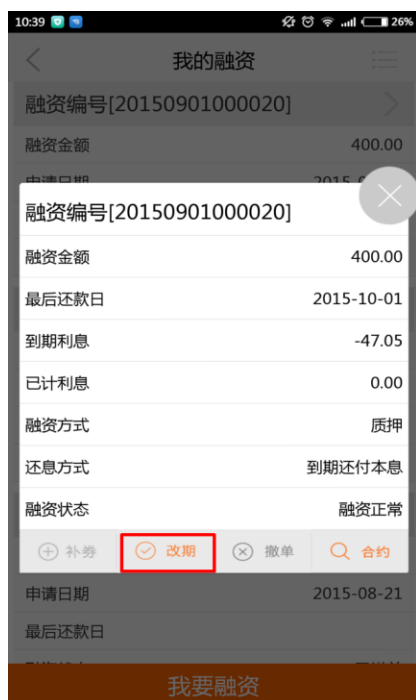 10:39 26%
我的融资
融资编号[20150901000020]
融资金额 400.00
融资编号[20150901000020]
融资金额 400.00
最后还款日 2015-10-01
到期利息 -47.05
已计利息 0.00
融资方式 质押
还息方式 到期还付本息
融资状态 融资正常
补券 改期 撤单 合约
申请日期 2015-08-21
最后还款日
我要融资